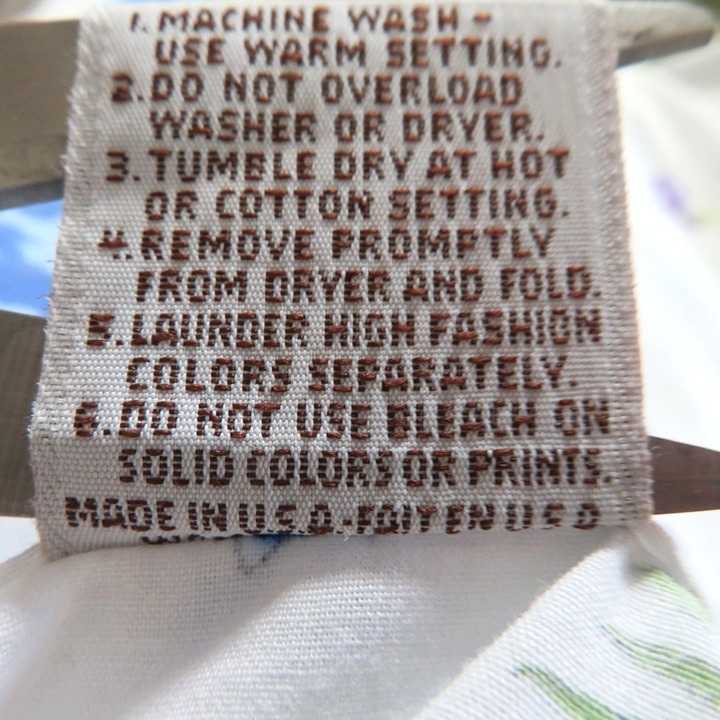 1. MACHINE WASH -
USE WARM SETTING.
2. DO NOT OVERLOAD
WASHER OR DRYER.
3. TUMBLE DRY AT HOT
OR COTTON SETTING.
4. REMOVE PROMPTLY
FROM DRYER AND FOLD.
5. LAUNDER HIGH FASHION
COLORS SEPARATELY.
6. DO NOT USE BLEACH ON
SOLID COLORS OR PRINTS.
MADE IN U.S.A.-FAIT EN U S A